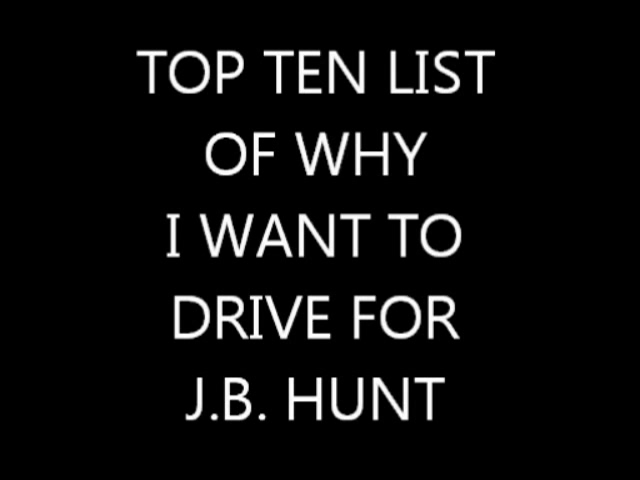 TOP TEN LIST
OF WHY
I WANT TO
DRIVE FOR
J.B. HUNT